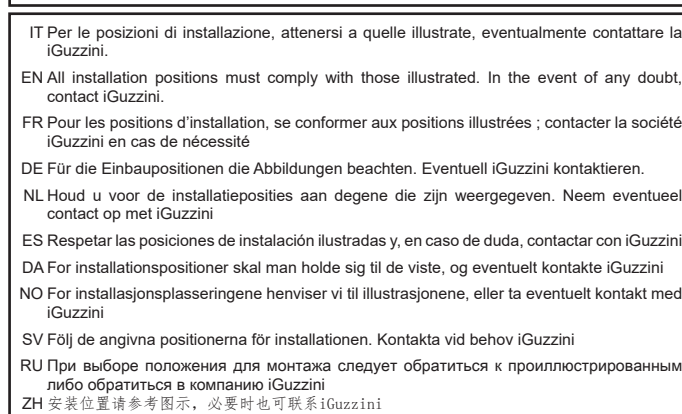 IT Per le posizioni di installazione, attenersi a quelle illustrate, eventualmente contattare la
iGuzzini.
EN All installation positions must comply with those illustrated. In the event of any doubt,
contact iGuzzini.
FR Pour les positions d'installation, se conformer aux positions illustrées ; contacter la société
iGuzzini en cas de nécessité
DE Für die Einbaupositionen die Abbildungen beachten. Eventuell iGuzzini kontaktieren.
NL Houd u voor de installatieposities aan degene die zijn weergegeven. Neem eventueel
contact op met iGuzzini
ES Respetar las posiciones de instalación ilustradas y, en caso de duda, contactar con iGuzzini
DA For installationspositioner skal man holde sig til de viste, og eventuelt kontakte iGuzzini
NO For installasjonsplasseringene henviser vi til illustrasjonene, eller ta eventuelt kontakt med
iGuzzini
SV Följ de angivna positionerna för installationen. Kontakta vid behov iGuzzini
RU При выборе положения для монтажа следует обратиться к проиллюстрированным
либо обратиться в компанию iGuzzini
ZH 安装位置请参考图示，必要时也可联系iGuzzini